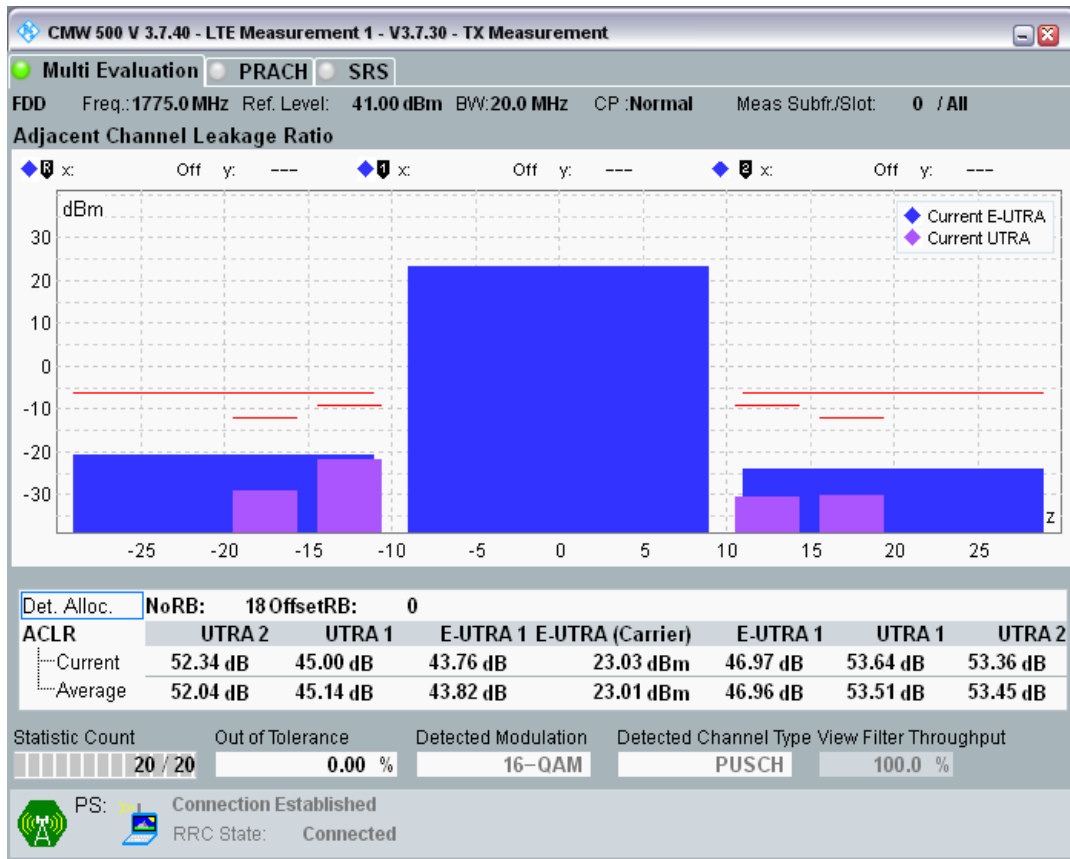 CMW 500 V 3.7.40 - LTE Measurement 1 - V3.7.30 - TX Measurement
Multi Evaluation PRACH SRS
FDD Freq.: 1775.0 MHz Ref. Level: 41.00 dBm BW: 20.0 MHz CP : Normal Meas Subfr./Slot: 0 / All
Adjacent Channel Leakage Ratio
R x: Off y: --- 1 x: Off y: --- 2 x: Off y: ---
dBm
Current E-UTRA
Current UTRA
30
20
10
0
-10
-20
-30
z
-25 -20 -15 -10 -5 0 5 10 15 20 25
Det. Alloc. NoRB: 18 OffsetRB: 0
ACLR UTRA 2 UTRA 1 E-UTRA 1 E-UTRA (Carrier) E-UTRA 1 UTRA 1 UTRA 2
Current 52.34 dB 45.00 dB 43.76 dB 23.03 dBm 46.97 dB 53.64 dB 53.36 dB
Average 52.04 dB 45.14 dB 43.82 dB 23.01 dBm 46.96 dB 53.51 dB 53.45 dB
Statistic Count Out of Tolerance Detected Modulation Detected Channel Type View Filter Throughput
20 / 20 0.00 % 16-QAM PUSCH 100.0 %
PS: Connection Established
RRC State: Connected